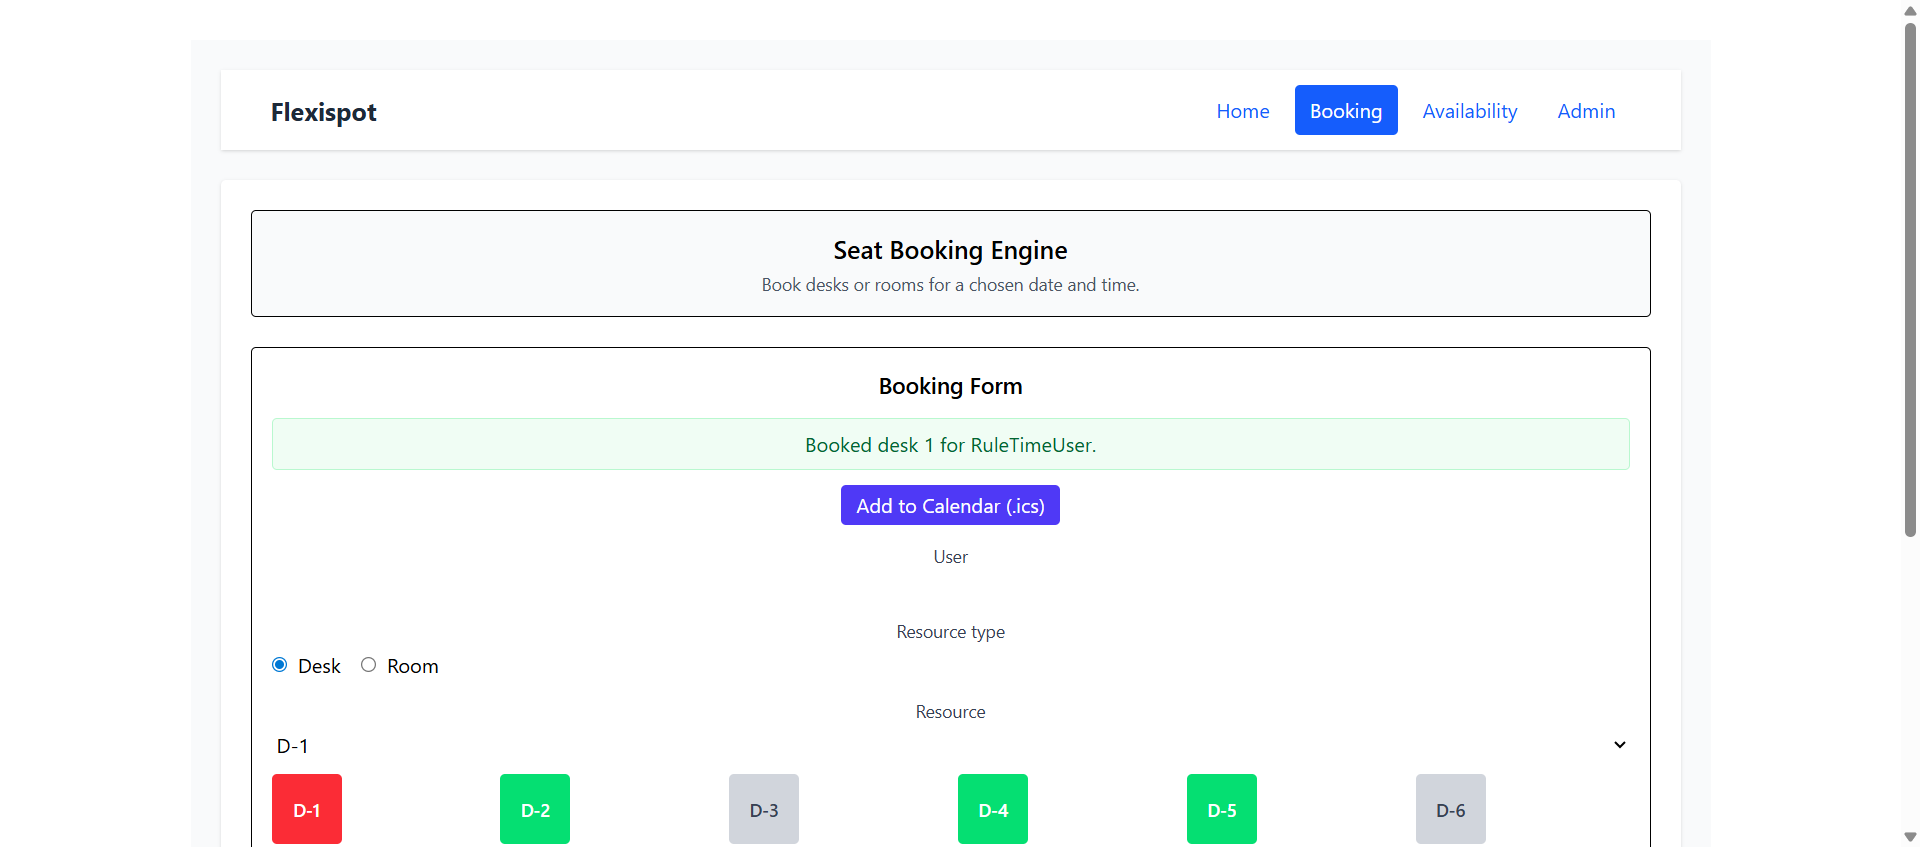 Flexispot
Home Booking Availability Admin
Seat Booking Engine
Book desks or rooms for a chosen date and time.
Booking Form
Booked desk 1 for RuleTimeUser.
Add to Calendar (.ics)
User
Resource type
Desk Room
Resource
D-1
D-1 D-2 D-3 D-4 D-5 D-6